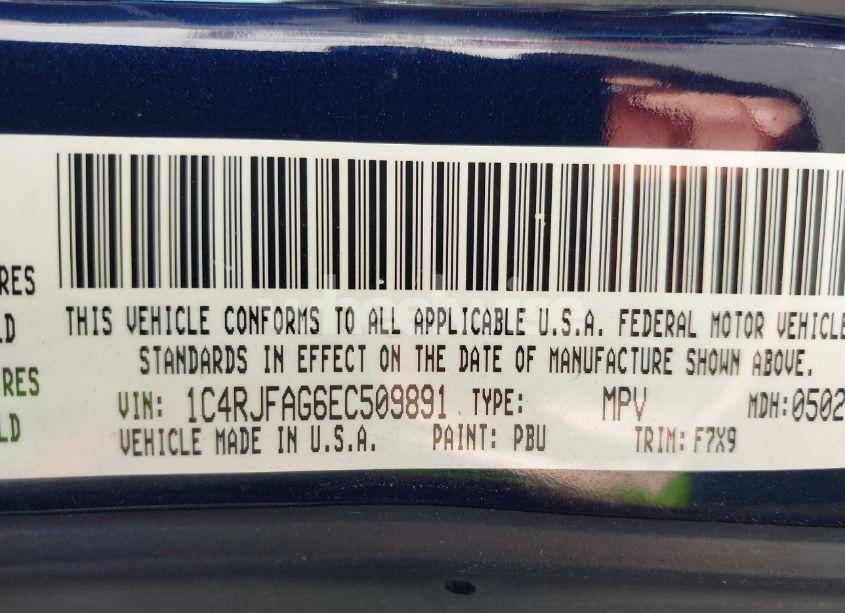 RES
THIS VEHICLE CONFORMS TO ALL APPLICABLE U.S.A. FEDERAL MOTOR VEHICLE
LD
STANDARDS IN EFFECT ON THE DATE OF MANUFACTURE SHOWN ABOVE.
RES
VIN: 1C4RJFAG6EC509891 TYPE: MPV MDH:0502
LD
VEHICLE MADE IN U.S.A. PAINT: PBU TRIM: F7X9